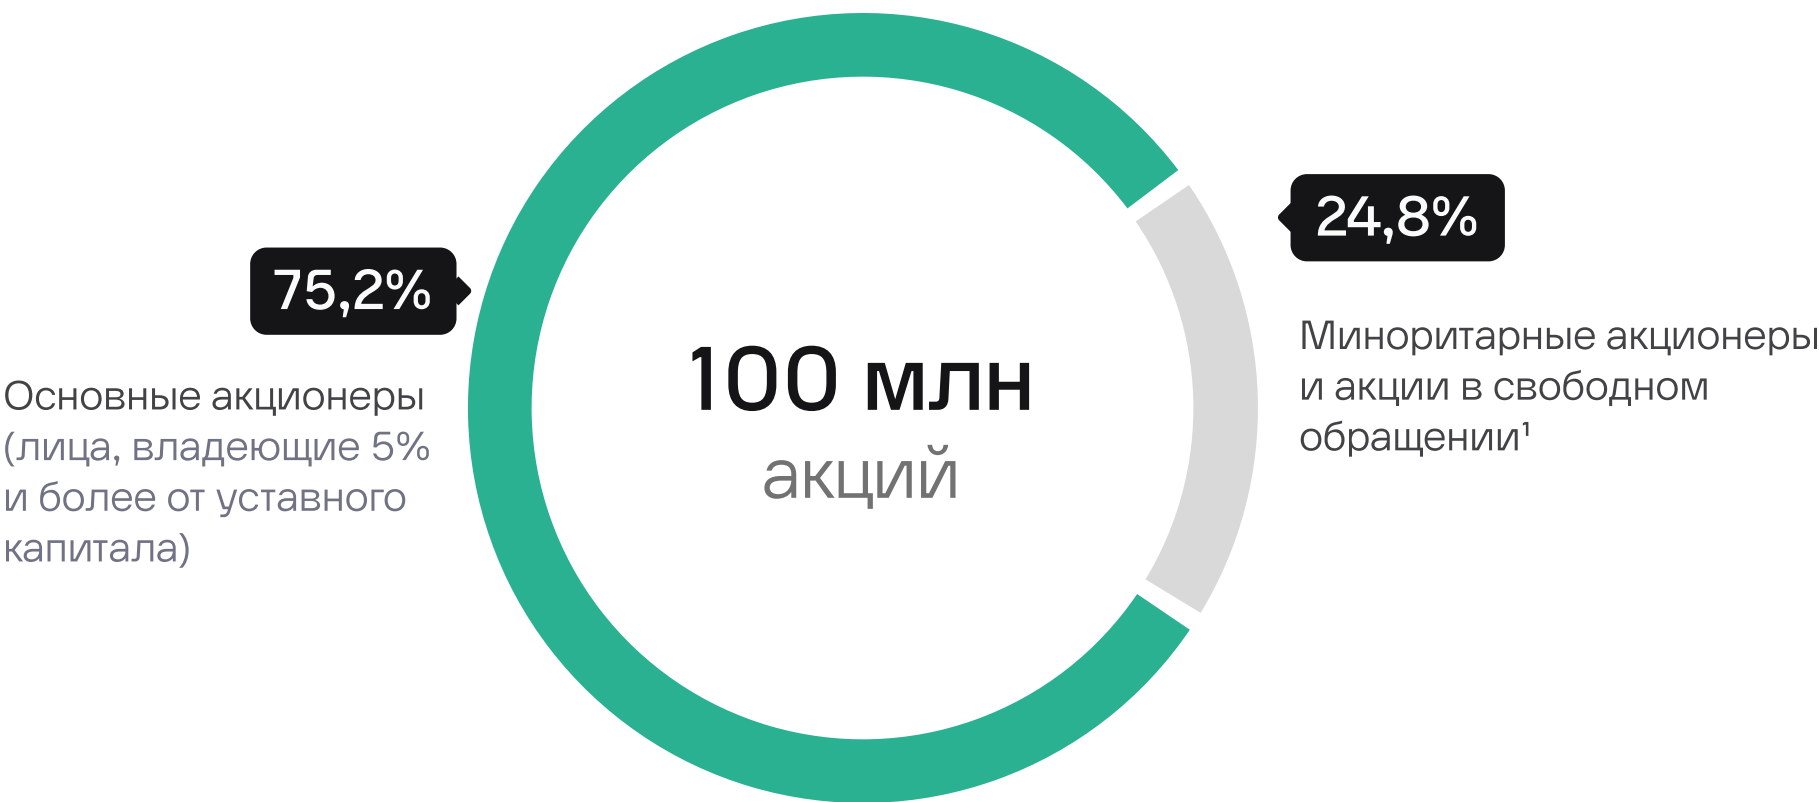 75,2%
Основные акционеры
(лица, владеющие 5%
и более от уставного
капитала)
100 млн
акций
24,8%
Миноритарные акционеры
и акции в свободном
обращении¹